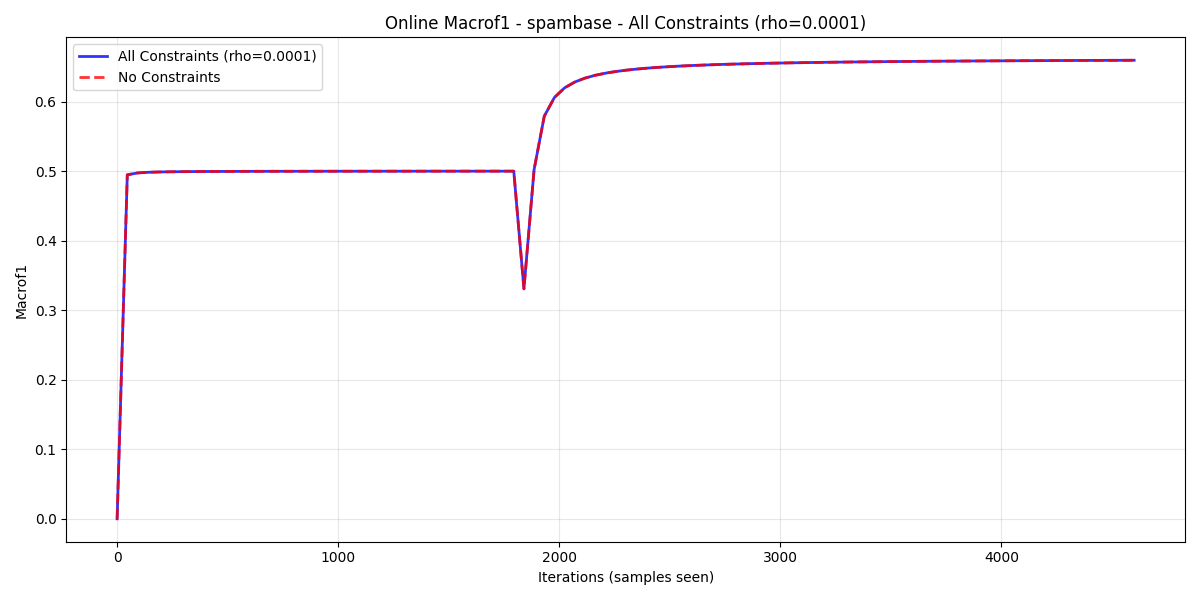 Online Macrof1 - spambase - All Constraints (rho=0.0001)
All Constraints (rho=0.0001)
No Constraints
Macrof1
0.6
0.5
0.4
0.3
0.2
0.1
0.0
0 1000 2000 3000 4000
Iterations (samples seen)